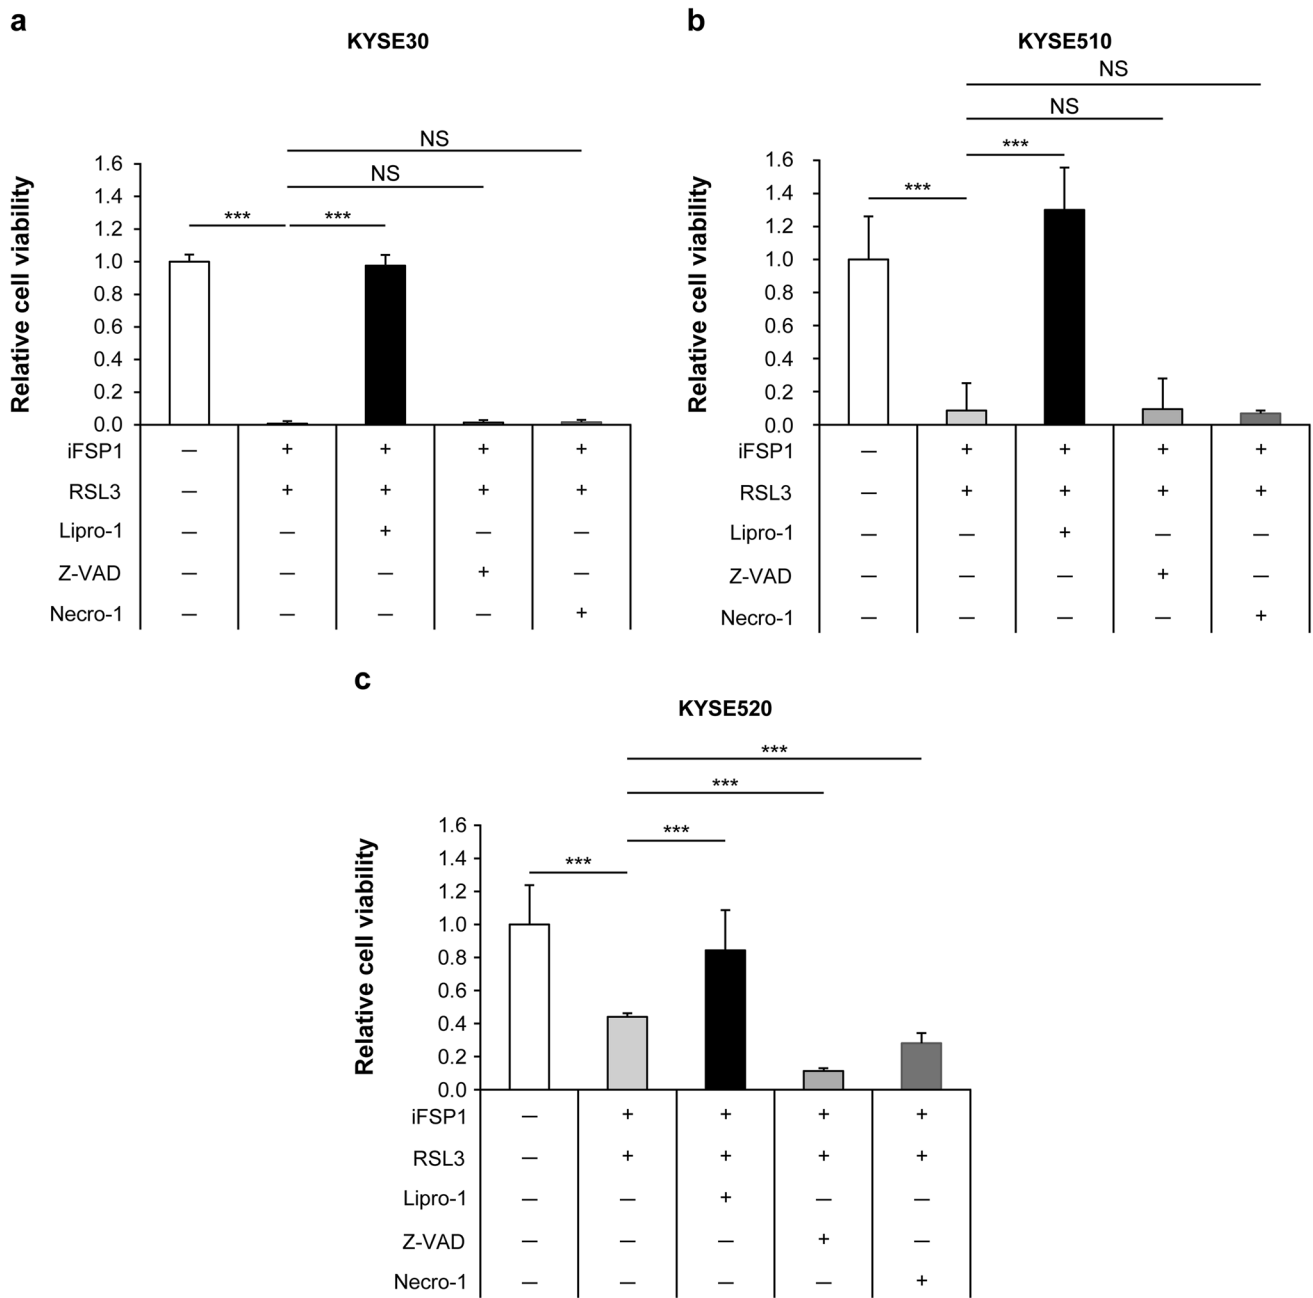 a
KYSE30
NS
NS
*** ***
Relative cell viability
1.6
1.4
1.2
1.0
0.8
0.6
0.4
0.2
0.0
iFSP1 — + + + +
RSL3 — + + + +
Lipro-1 — — + — —
Z-VAD — — — + —
Necro-1 — — — — +
b
KYSE510
NS
NS
***
***
Relative cell viability
1.6
1.4
1.2
1.0
0.8
0.6
0.4
0.2
0.0
iFSP1 — + + + +
RSL3 — + + + +
Lipro-1 — — + — —
Z-VAD — — — + —
Necro-1 — — — — +
c
KYSE520
***
***
***
***
Relative cell viability
1.6
1.4
1.2
1.0
0.8
0.6
0.4
0.2
0.0
iFSP1 — + + + +
RSL3 — + + + +
Lipro-1 — — + — —
Z-VAD — — — + —
Necro-1 — — — — +